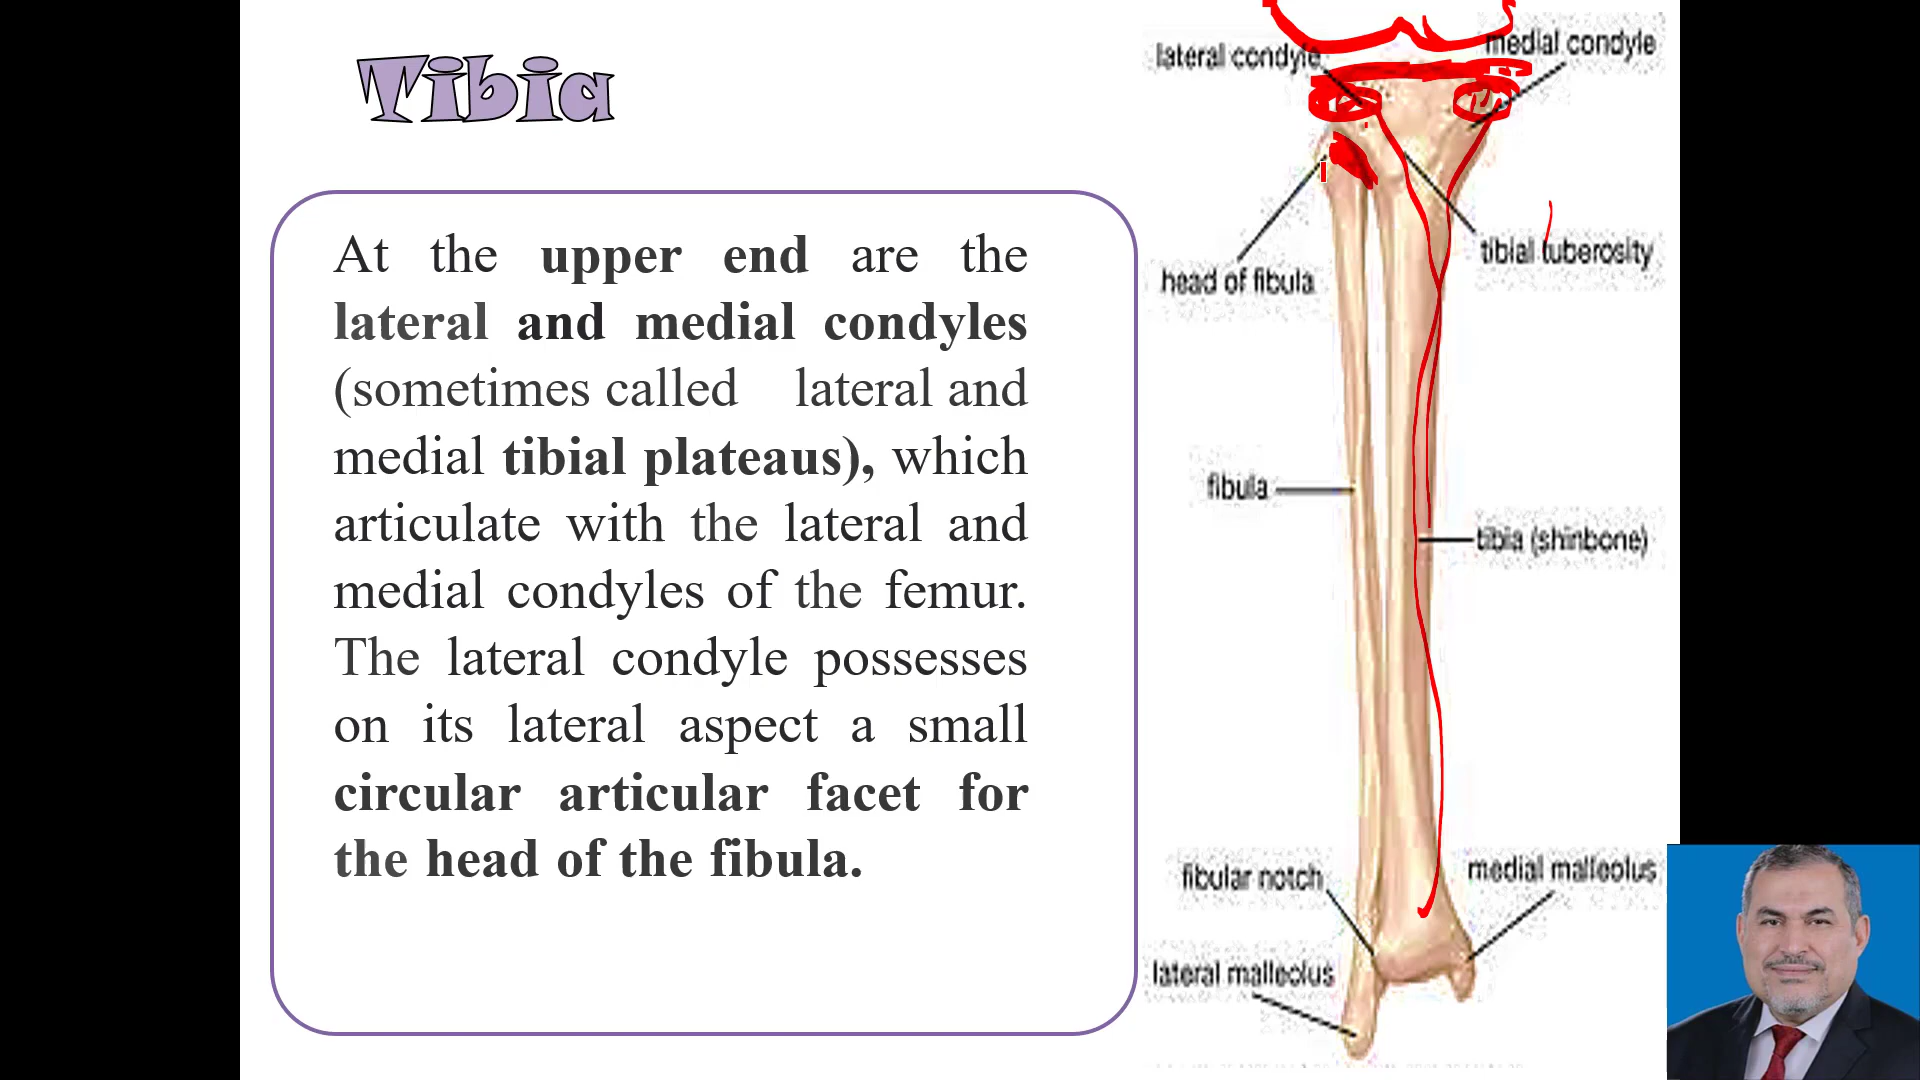 Tibia
At the upper end are the
lateral and medial condyles
(sometimes called lateral and
medial tibial plateaus), which
articulate with the lateral and
medial condyles of the femur.
The lateral condyle possesses
on its lateral aspect a small
circular articular facet for
the head of the fibula.
lateral condyle
medial condyle
tibial tuberosity
head of fibula
fibula
tibia (shinbone)
fibular notch
medial malleolus
lateral malleolus